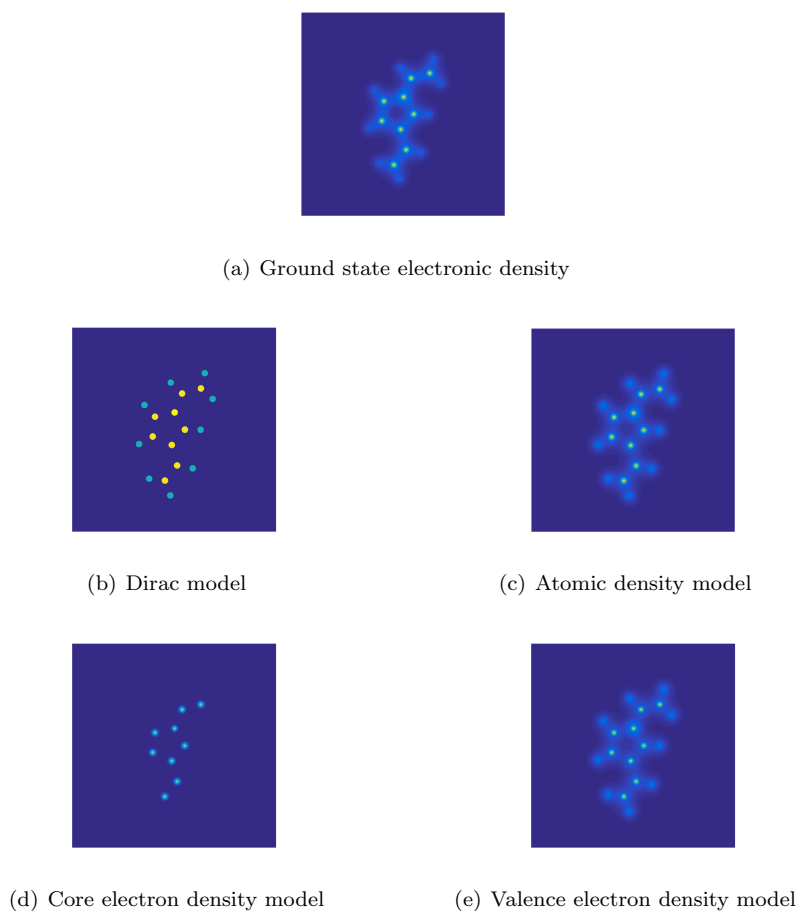 (a) Ground state electronic density
(b) Dirac model
(c) Atomic density model
(d) Core electron density model
(e) Valence electron density model